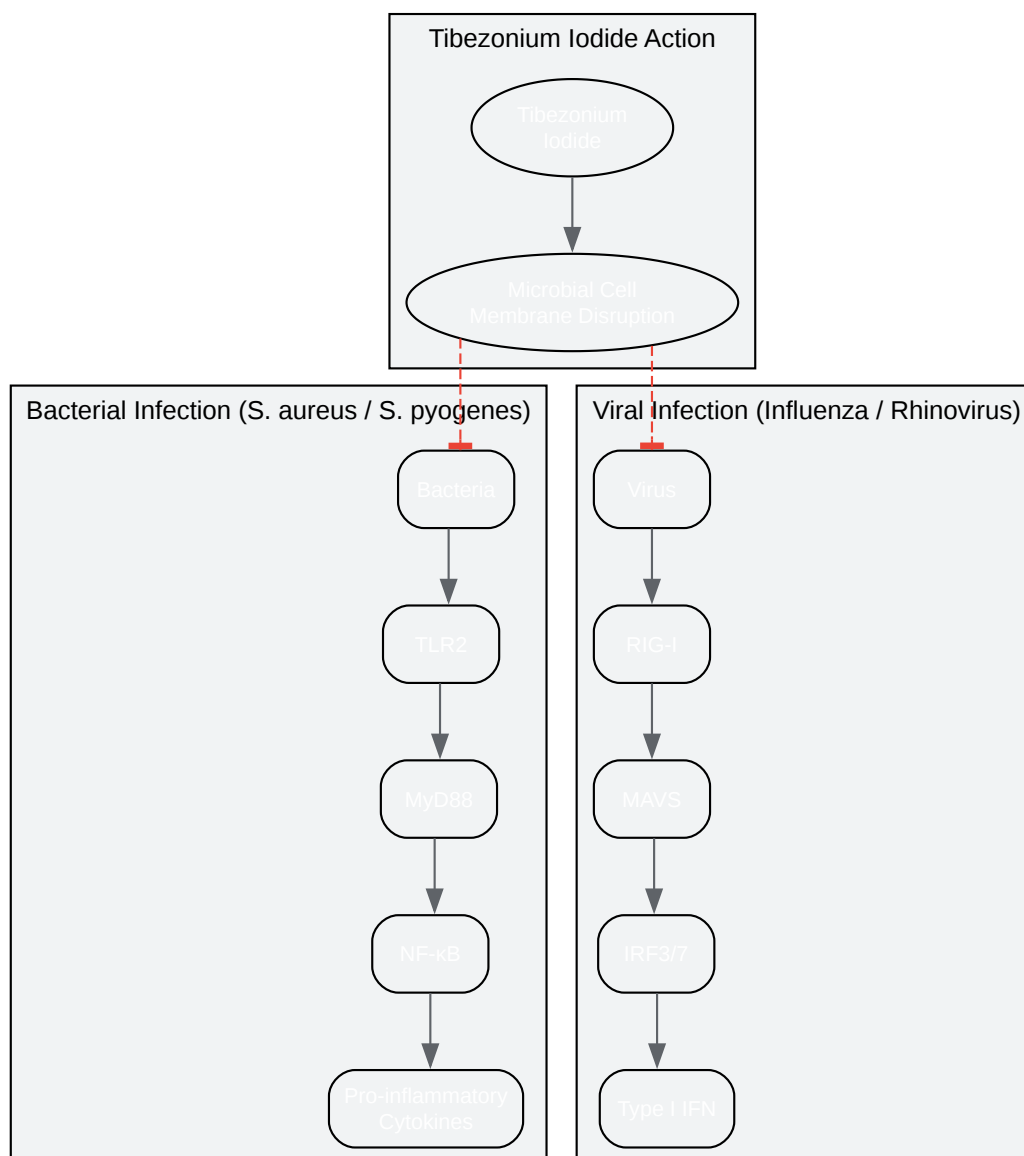 Tibezonium Iodide Action
Tibezonium
Iodide
Microbial Cell
Membrane Disruption
Bacterial Infection (S. aureus / S. pyogenes)
Viral Infection (Influenza / Rhinovirus)
Bacteria
Virus
TLR2
RIG-I
MyD88
MAVS
NF-κB
IRF3/7
Pro-inflammatory
Cytokines
Type I IFN